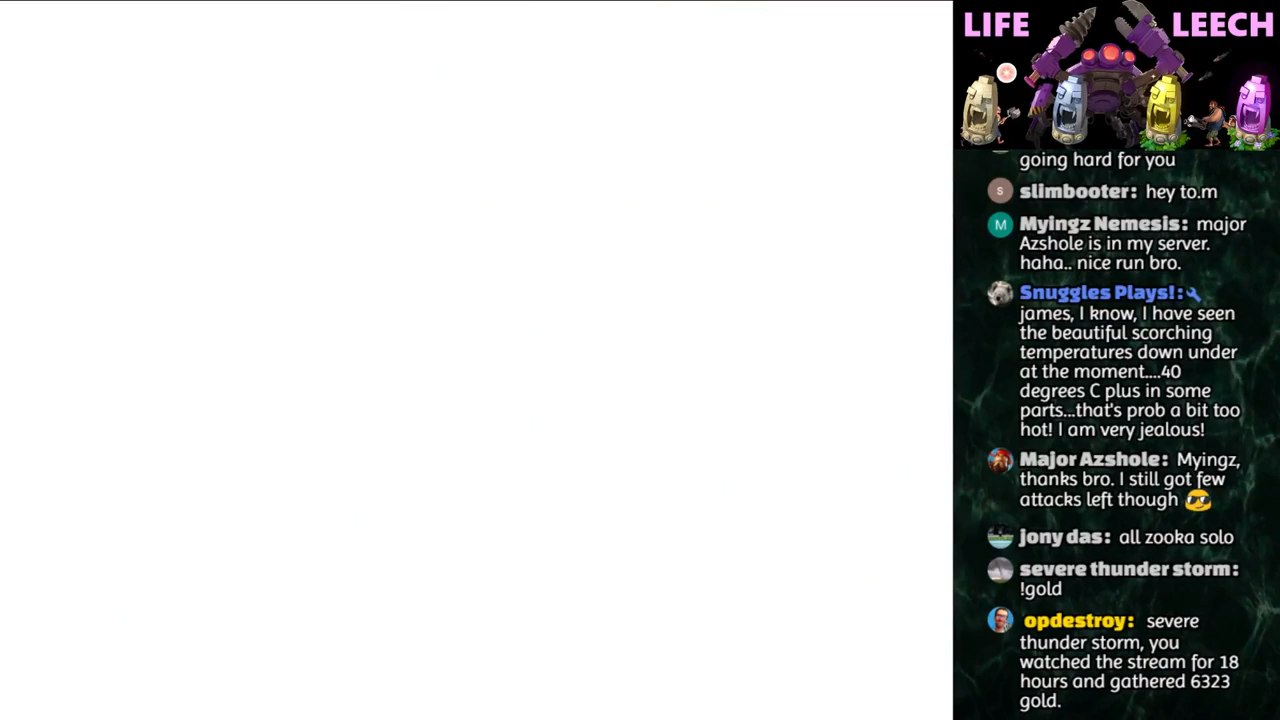 LIFE LEECH
going hard for you
S slimbooter: hey to.m
M Myingz Nemesis: major
Azshole is in my server.
haha.. nice run bro.
Snuggles Plays!:
james, I know, I have seen
the beautiful scorching
temperatures down under
at the moment....40
degrees C plus in some
parts...that's prob a bit too
hot! I am very jealous!
Major Azshole: Myingz,
thanks bro. I still got few
attacks left though 😎
jony das: all zooka solo
severe thunder storm:
!gold
opdestroy: severe
thunder storm, you
watched the stream for 18
hours and gathered 6323
gold.